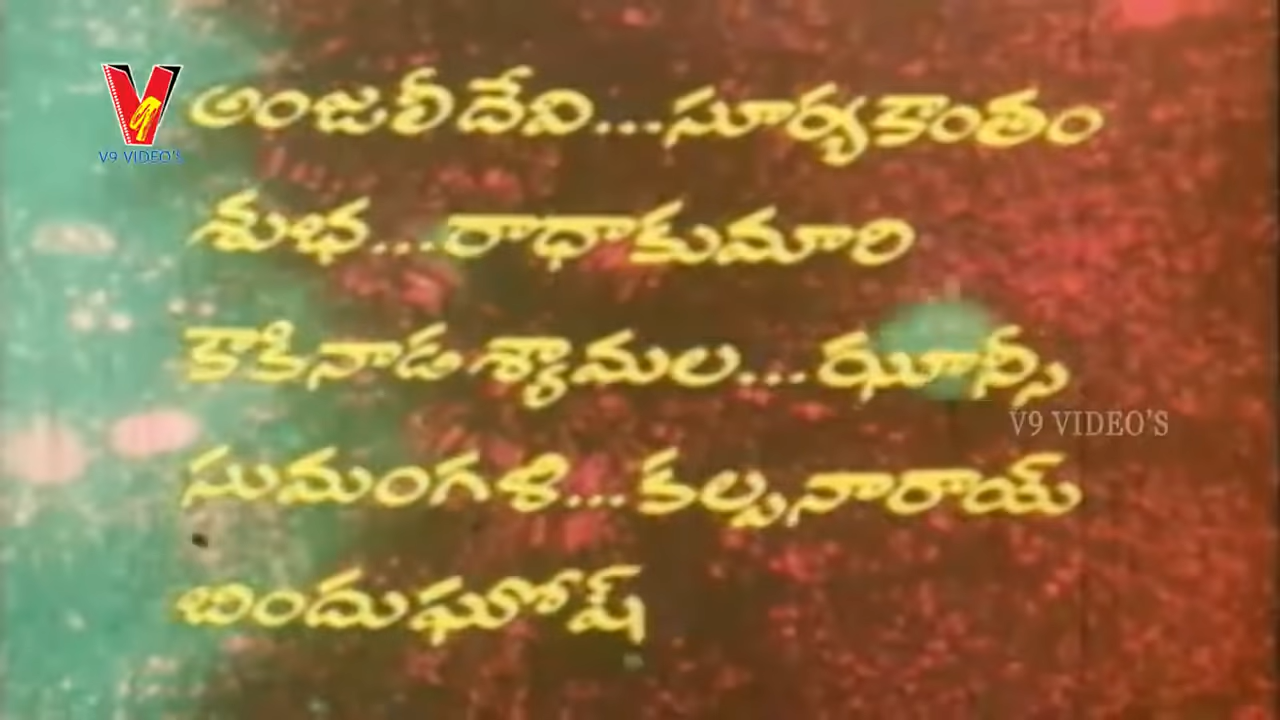 అంజలీదేవి...సూర్యకాంతం
శుభ...రాధాకుమారి
కాకినాడ శ్యామల...ఝాన్సీ
సుమంగళి...కల్పనారాయ్
బిందుఘోష్
V9 VIDEO'S
V9 VIDEO'S